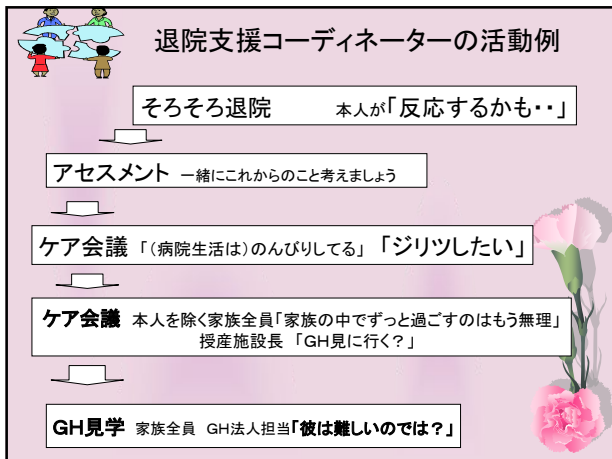 退院支援コーディネーターの活動例
そろそろ退院 本人が「反応するかも・・」
アセスメント 一緒にこれからのこと考えましょう
ケア会議 「(病院生活は)のんびりしてる」 「ジリツしたい」
ケア会議 本人を除く家族全員「家族の中でずっと過ごすのはもう無理」
授産施設長 「GH見に行く？」
GH見学 家族全員 GH法人担当「彼は難しいのでは？」